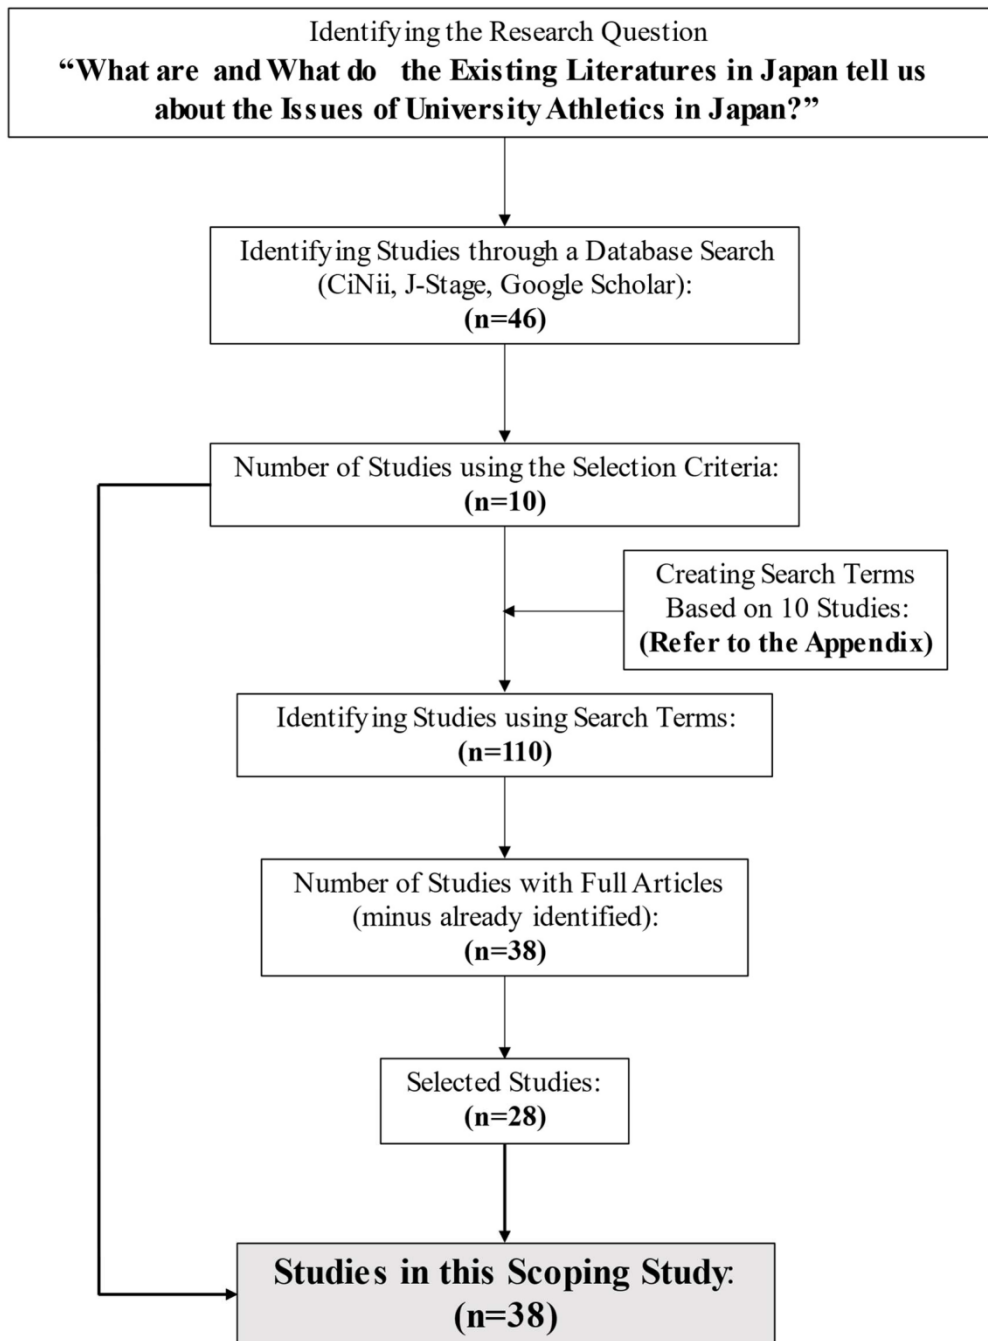 Identifying the Research Question
“What are and What do the Existing Literatures in Japan tell us
about the Issues of University Athletics in Japan?”
Identifying Studies through a Database Search
(CiNii, J-Stage, Google Scholar):
(n=46)
Number of Studies using the Selection Criteria:
(n=10)
Creating Search Terms
Based on 10 Studies:
(Refer to the Appendix)
Identifying Studies using Search Terms:
(n=110)
Number of Studies with Full Articles
(minus already identified):
(n=38)
Selected Studies:
(n=28)
Studies in this Scoping Study:
(n=38)